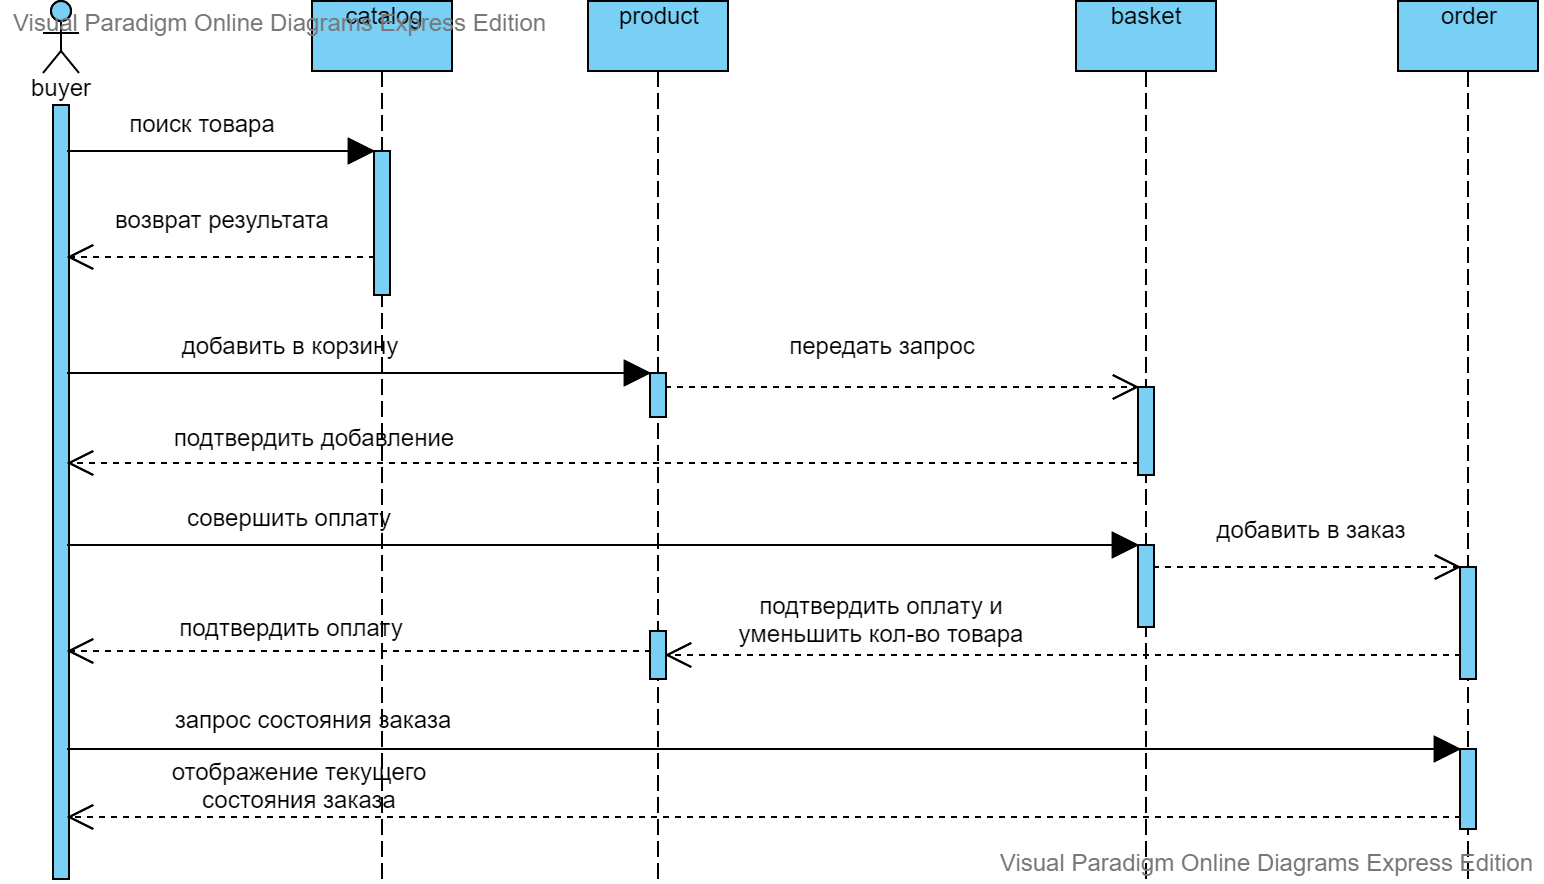 Visual Paradigm Online Diagrams Express Edition
catalog
product
basket
order
buyer
поиск товара
возврат результата
добавить в корзину
передать запрос
подтвердить добавление
совершить оплату
добавить в заказ
подтвердить оплату и
уменьшить кол-во товара
подтвердить оплату
запрос состояния заказа
отображение текущего
состояния заказа
Visual Paradigm Online Diagrams Express Edition